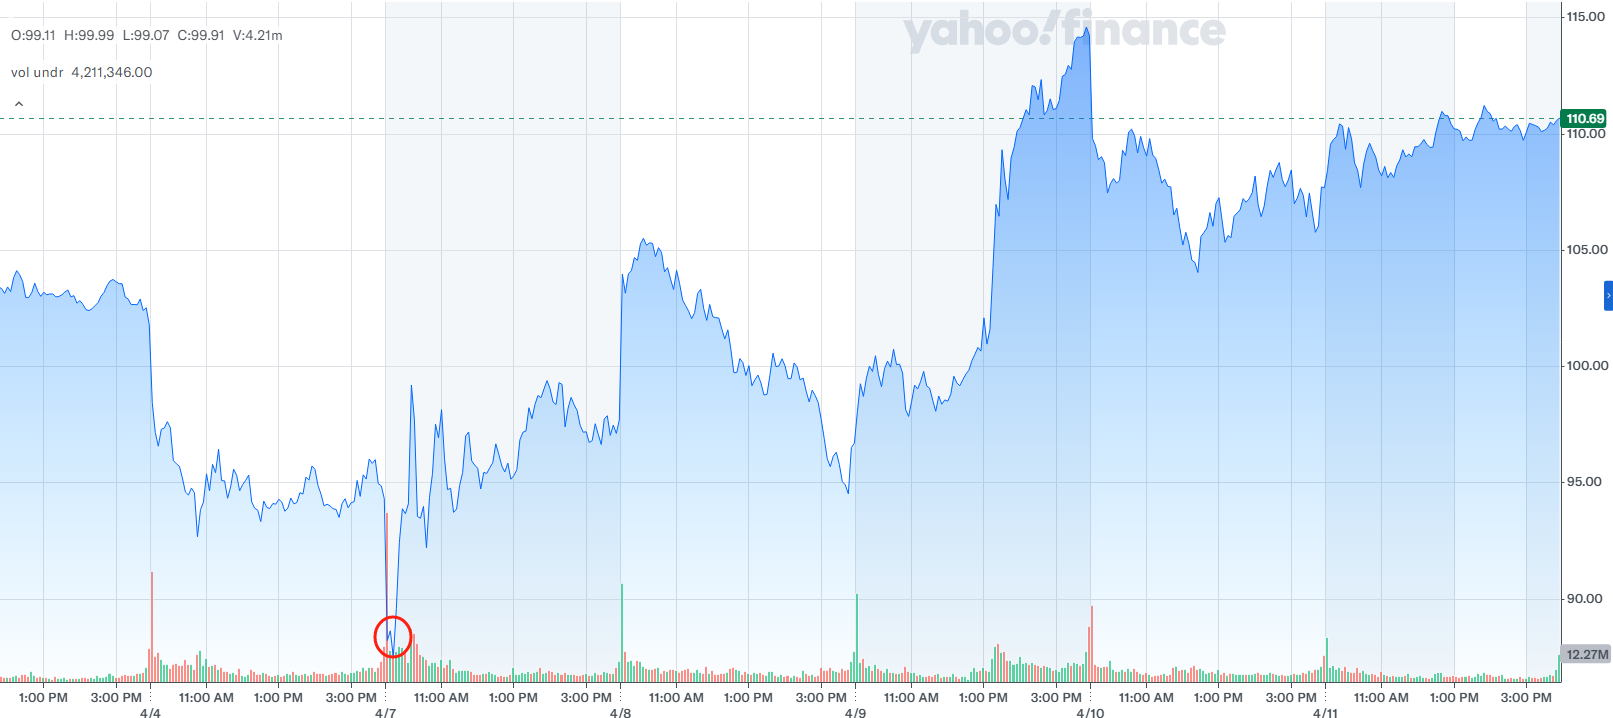 yahoo!finance
O:99.11 H:99.99 L:99.07 C:99.91 V:4.21m
vol undr 4,211,346.00
115.00
110.69
110.00
105.00
100.00
95.00
90.00
12.27M
1:00 PM 3:00 PM 11:00 AM 1:00 PM 3:00 PM 11:00 AM 1:00 PM 3:00 PM 11:00 AM 1:00 PM 3:00 PM 11:00 AM 1:00 PM 3:00 PM 11:00 AM 1:00 PM 3:00 PM 11:00 AM 1:00 PM 3:00 PM
4/4 4/7 4/8 4/9 4/10 4/11